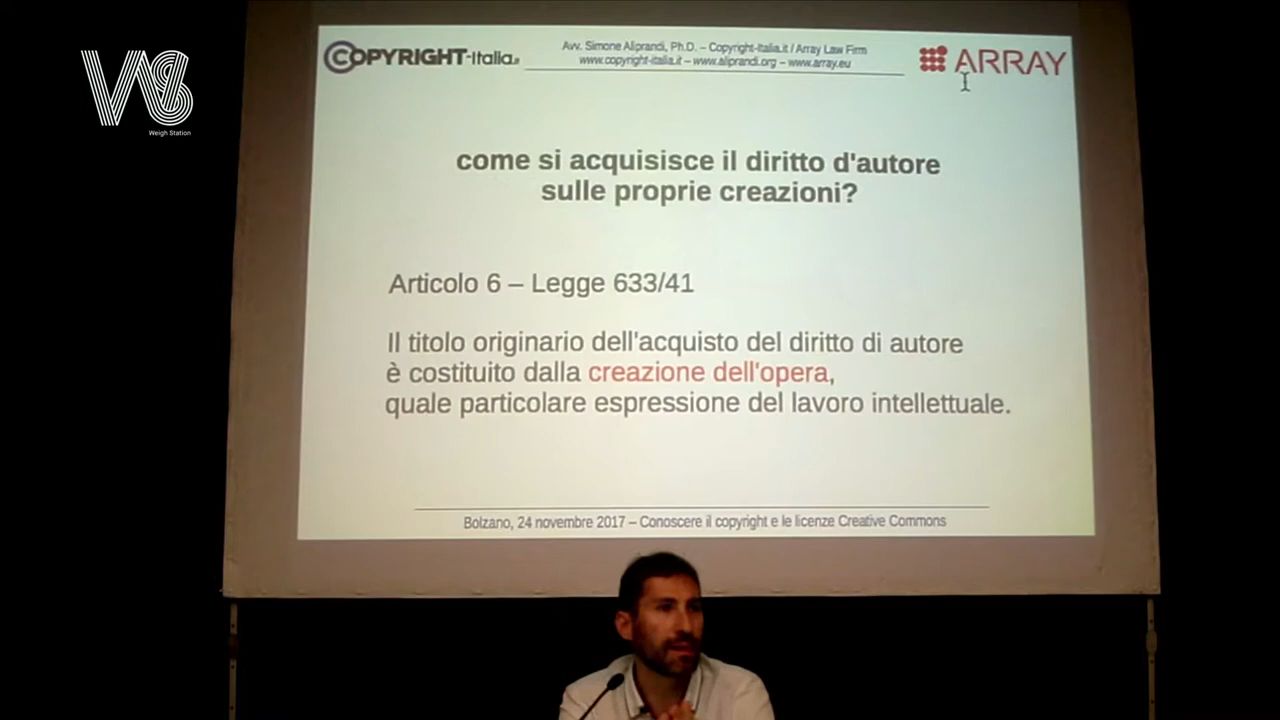 WS
Weigh Station
COPYRIGHT-Italia.it
Avv. Simone Aliprandi, Ph.D. – Copyright-Italia.it / Array Law Firm
www.copyright-italia.it – www.aliprandi.org – www.array.eu
ARRAY
come si acquisisce il diritto d'autore
sulle proprie creazioni?
Articolo 6 – Legge 633/41
Il titolo originario dell'acquisto del diritto di autore
è costituito dalla creazione dell'opera,
quale particolare espressione del lavoro intellettuale.
Bolzano, 24 novembre 2017 – Conoscere il copyright e le licenze Creative Commons